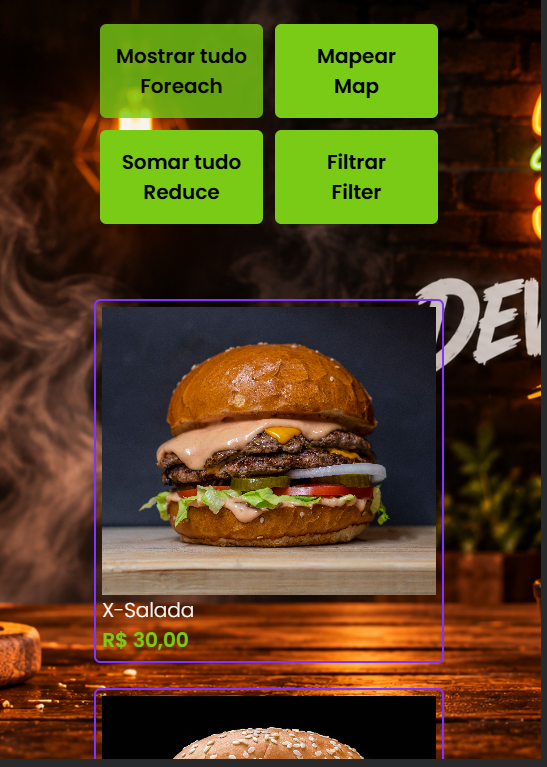 Mostrar tudo
Foreach
Mapear
Map
Somar tudo
Reduce
Filtrar
Filter
X-Salada
R$ 30,00